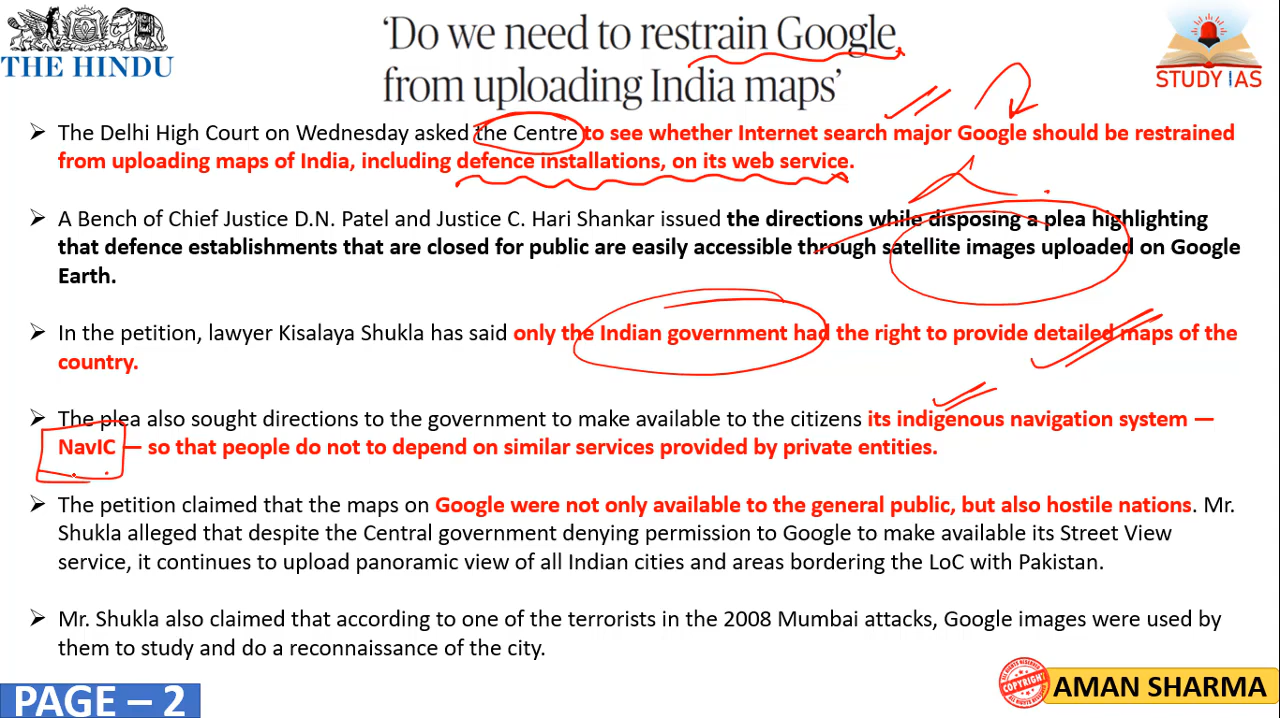 THE HINDU
'Do we need to restrain Google
from uploading India maps'
STUDY IAS
➤ The Delhi High Court on Wednesday asked the Centre to see whether Internet search major Google should be restrained
from uploading maps of India, including defence installations, on its web service.
➤ A Bench of Chief Justice D.N. Patel and Justice C. Hari Shankar issued the directions while disposing a plea highlighting
that defence establishments that are closed for public are easily accessible through satellite images uploaded on Google
Earth.
➤ In the petition, lawyer Kisalaya Shukla has said only the Indian government had the right to provide detailed maps of the
country.
➤ The plea also sought directions to the government to make available to the citizens its indigenous navigation system —
NavIC — so that people do not to depend on similar services provided by private entities.
➤ The petition claimed that the maps on Google were not only available to the general public, but also hostile nations. Mr.
Shukla alleged that despite the Central government denying permission to Google to make available its Street View
service, it continues to upload panoramic view of all Indian cities and areas bordering the LoC with Pakistan.
➤ Mr. Shukla also claimed that according to one of the terrorists in the 2008 Mumbai attacks, Google images were used by
them to study and do a reconnaissance of the city.
PAGE – 2
COPYRIGHT
AMAN SHARMA